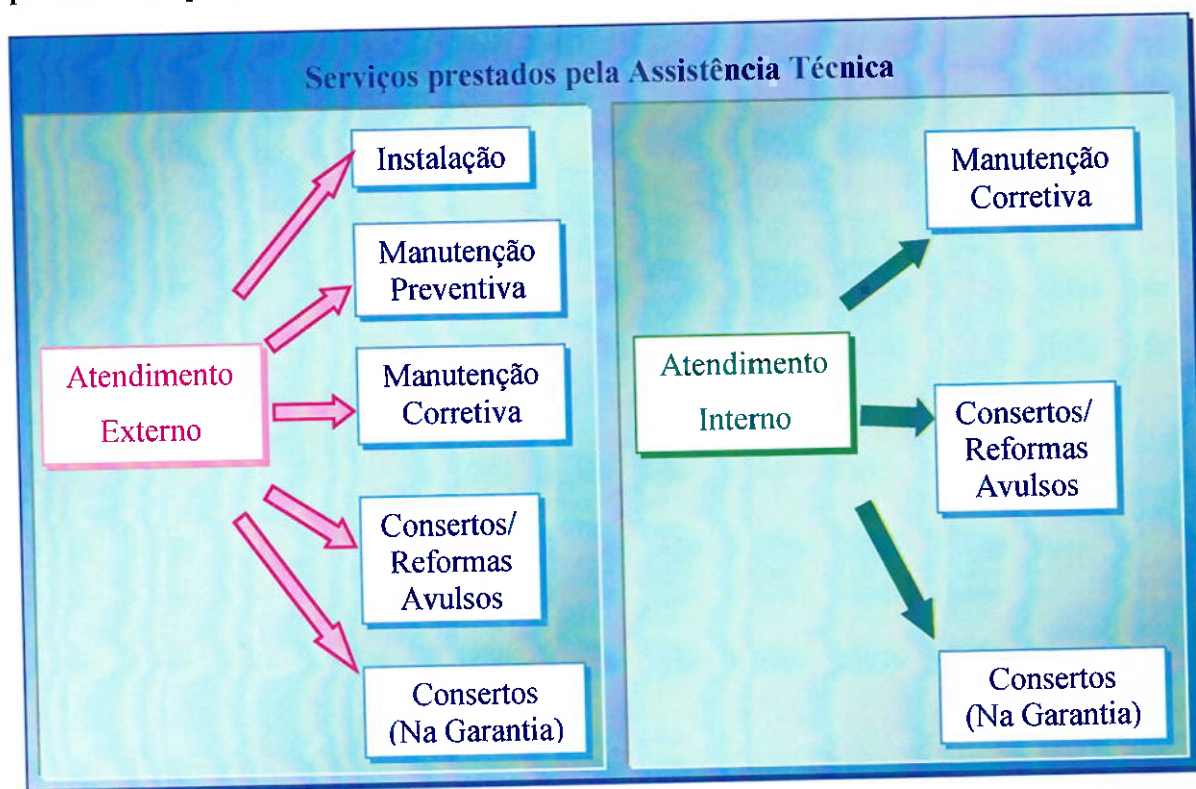 Serviços prestados pela Assistência Técnica
Instalação
Manutenção
Preventiva
Atendimento
Externo
Manutenção
Corretiva
Consertos/
Reformas
Avulsos
Consertos
(Na Garantia)
Manutenção
Corretiva
Atendimento
Interno
Consertos/
Reformas
Avulsos
Consertos
(Na Garantia)